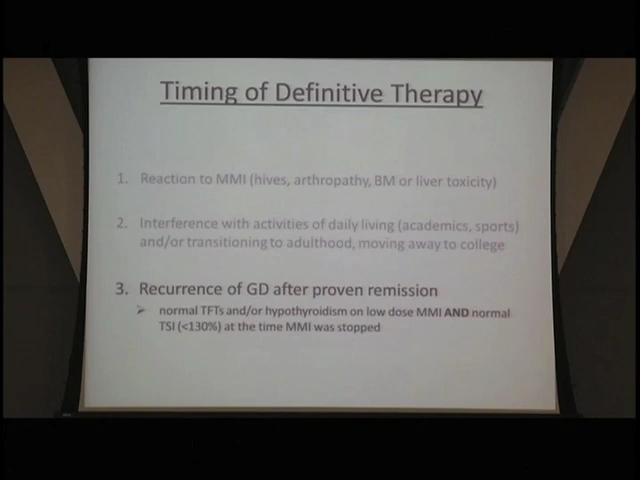 Timing of Definitive Therapy
1. Reaction to MMI (hives, arthropathy, BM or liver toxicity)
2. Interference with activities of daily living (academics, sports)
and/or transitioning to adulthood, moving away to college
3. Recurrence of GD after proven remission
➢ normal TFTs and/or hypothyroidism on low dose MMI AND normal
TSI (<130%) at the time MMI was stopped